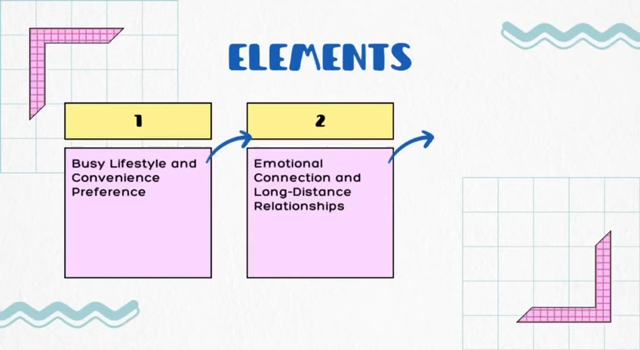 ELEMENTS
1
2
Busy Lifestyle and
Convenience
Preference
Emotional
Connection and
Long-Distance
Relationships